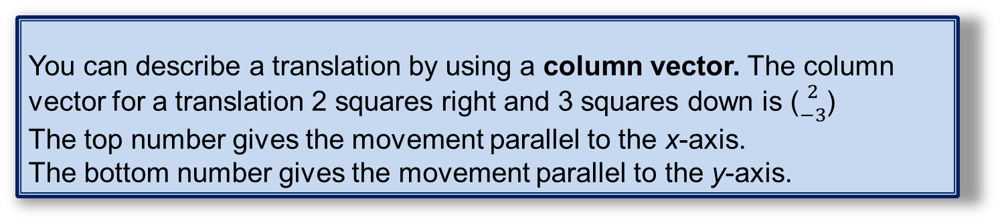 You can describe a translation by using a column vector. The column
vector for a translation 2 squares right and 3 squares down is (2 −3)
The top number gives the movement parallel to the x-axis.
The bottom number gives the movement parallel to the y-axis.